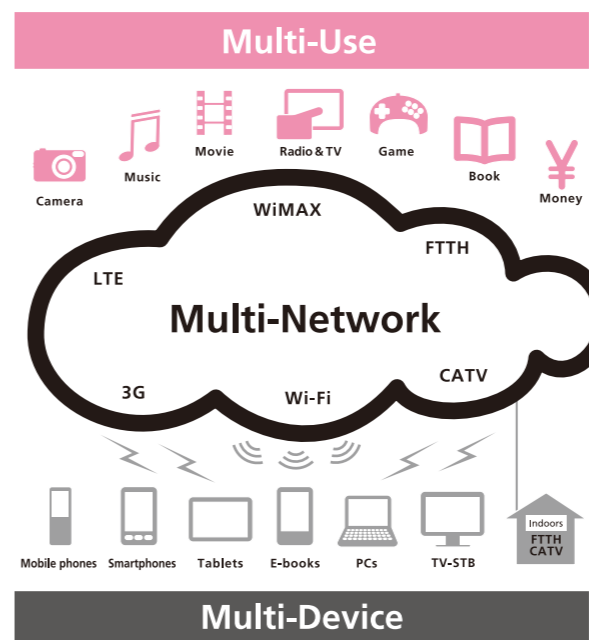 Multi-Use
Camera
Music
Movie
Radio & TV
Game
Book
Money
WiMAX
LTE
FTTH
Multi-Network
3G
Wi-Fi
CATV
Mobile phones
Smartphones
Tablets
E-books
PCs
TV-STB
Indoors
FTTH
CATV
Multi-Device